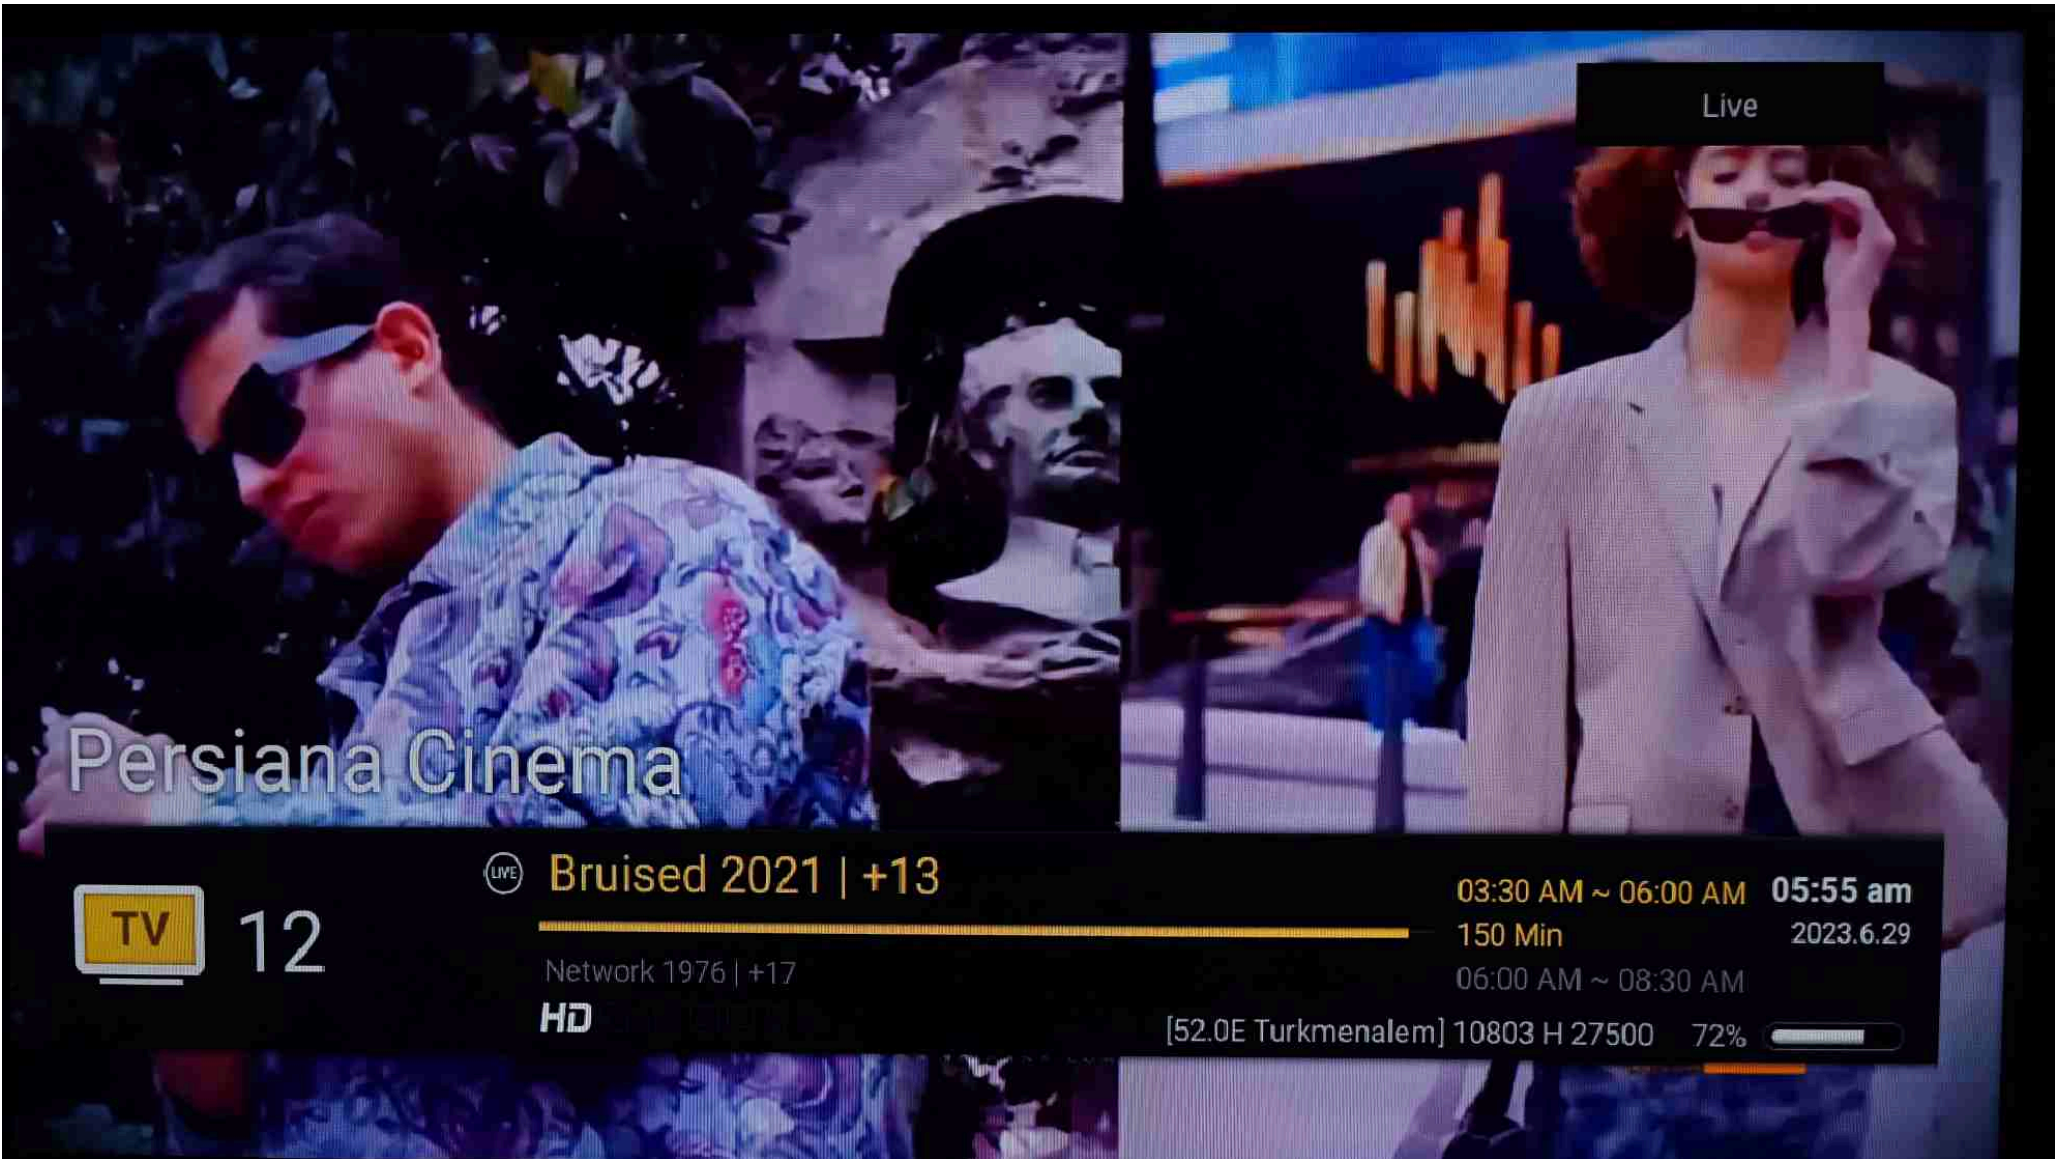 Live
Persiana Cinema
TV
12
LIVE
Bruised 2021 | +13
03:30 AM ~ 06:00 AM
05:55 am
150 Min
2023.6.29
Network 1976 | +17
06:00 AM ~ 08:30 AM
HD
[52.0E Turkmenalem] 10803 H 27500
72%